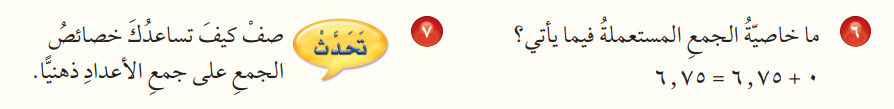 ٦ ما خاصيّةُ الجمعِ المستعملةُ فيما يأتي؟
٦,٧٥ = ٦,٧٥ + ٠
٧ تَحَدَّثْ صفْ كيفَ تساعدُكَ خصائصُ
الجمعِ على جمعِ الأعدادِ ذهنيًّا.